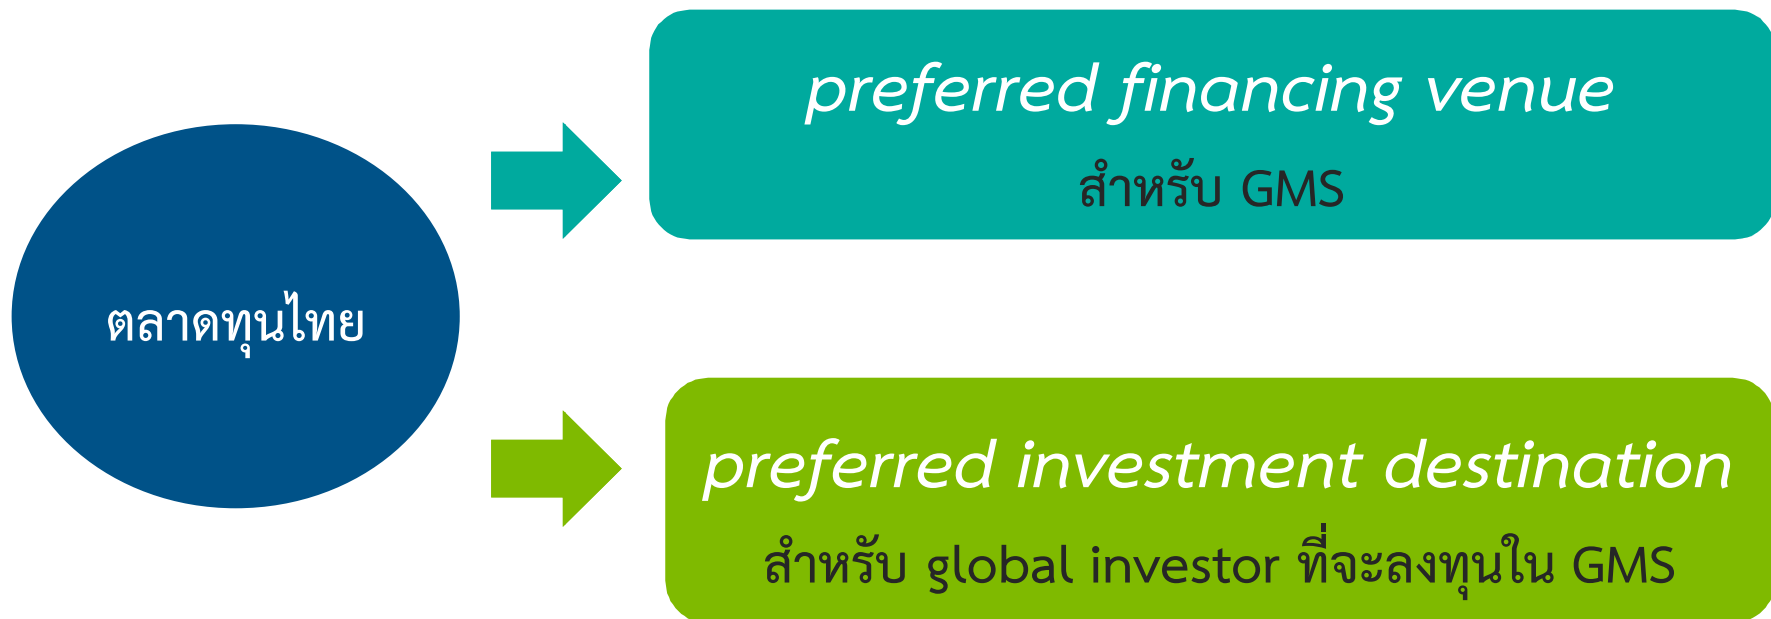 ตลาดทุนไทย
preferred financing venue
สำหรับ GMS
preferred investment destination
สำหรับ global investor ที่จะลงทุนใน GMS